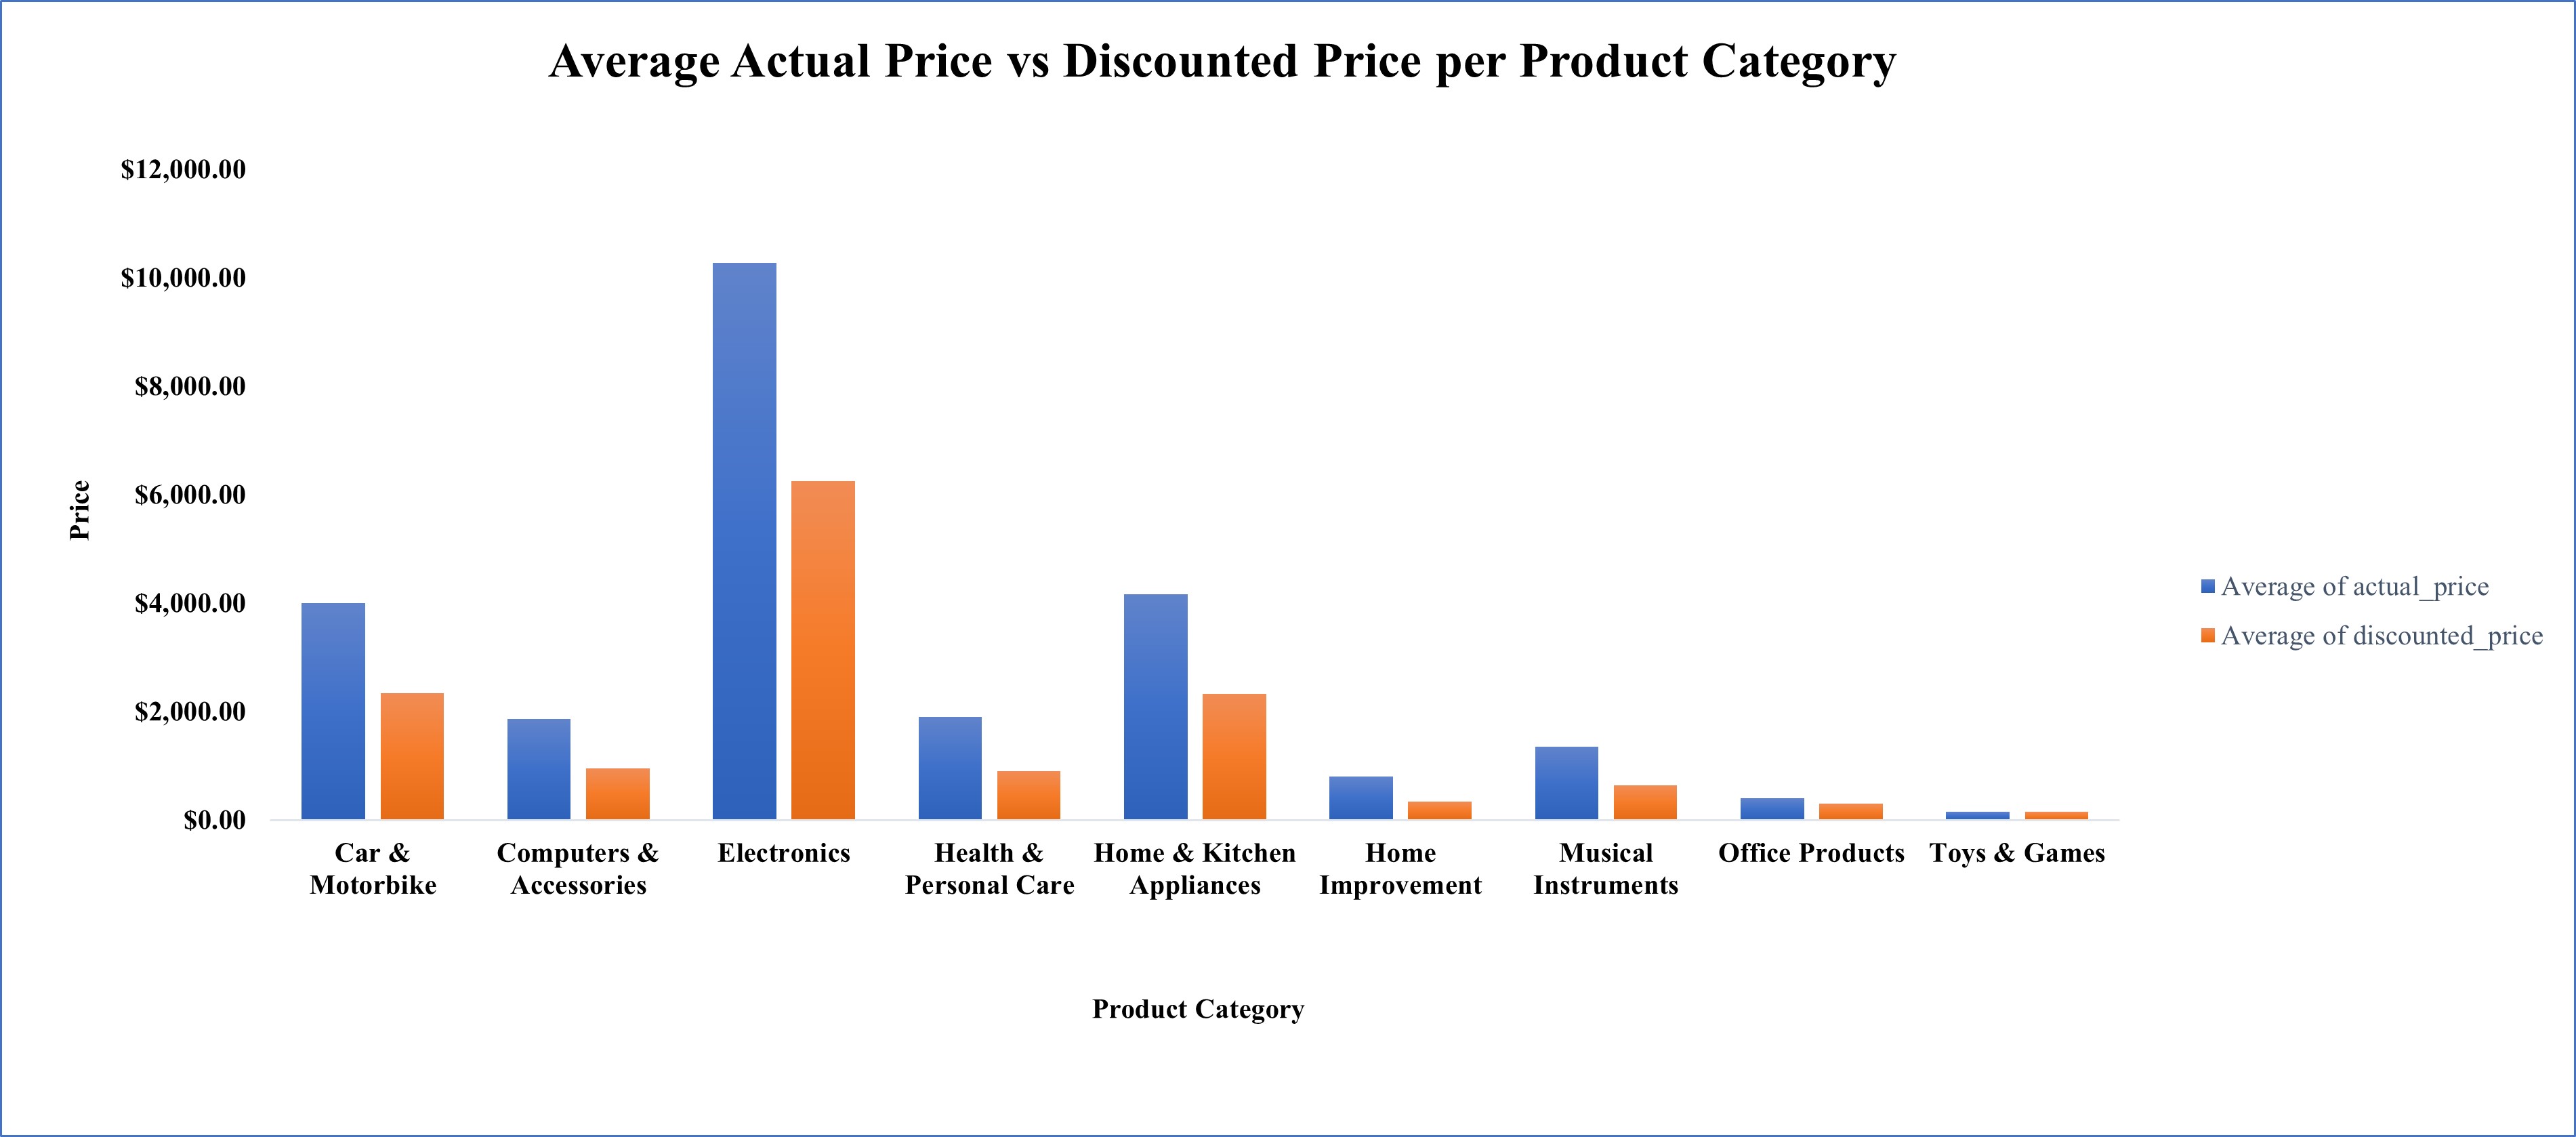 Average Actual Price vs Discounted Price per Product Category
$12,000.00
$10,000.00
$8,000.00
$6,000.00
$4,000.00
$2,000.00
$0.00
Price
Car &
Motorbike
Computers &
Accessories
Electronics
Health &
Personal Care
Home & Kitchen
Appliances
Home
Improvement
Musical
Instruments
Office Products
Toys & Games
Product Category
Average of actual_price
Average of discounted_price